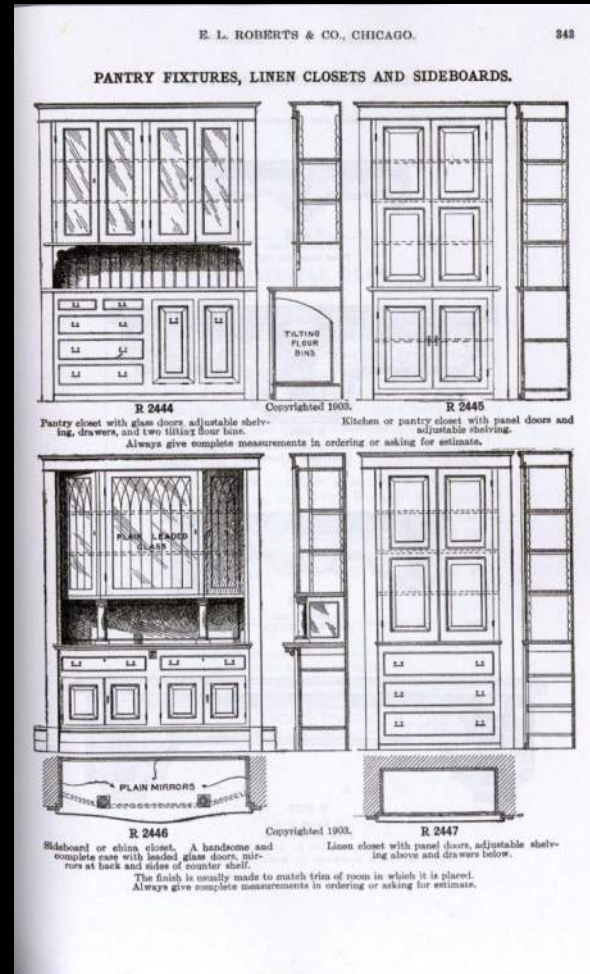 E. L. ROBERTS & CO., CHICAGO. 343
PANTRY FIXTURES, LINEN CLOSETS AND SIDEBOARDS.
TILTING
FLOUR
BINS
R 2444 Copyrighted 1903. R 2445
Pantry closet with glass doors, adjustable shelv-
ing, drawers, and two tilting flour bins.
Kitchen or pantry closet with panel doors and
adjustable shelving.
Always give complete measurements in ordering or asking for estimate.
PLAIN LEADED
GLASS
PLAIN MIRRORS
R 2446 Copyrighted 1903. R 2447
Sideboard or china closet. A handsome and
complete case with leaded glass doors, mir-
rors at back and sides of counter shelf.
Linen closet with panel doors, adjustable shelv-
ing above and drawers below.
The finish is usually made to match trim of room in which it is placed.
Always give complete measurements in ordering or asking for estimate.